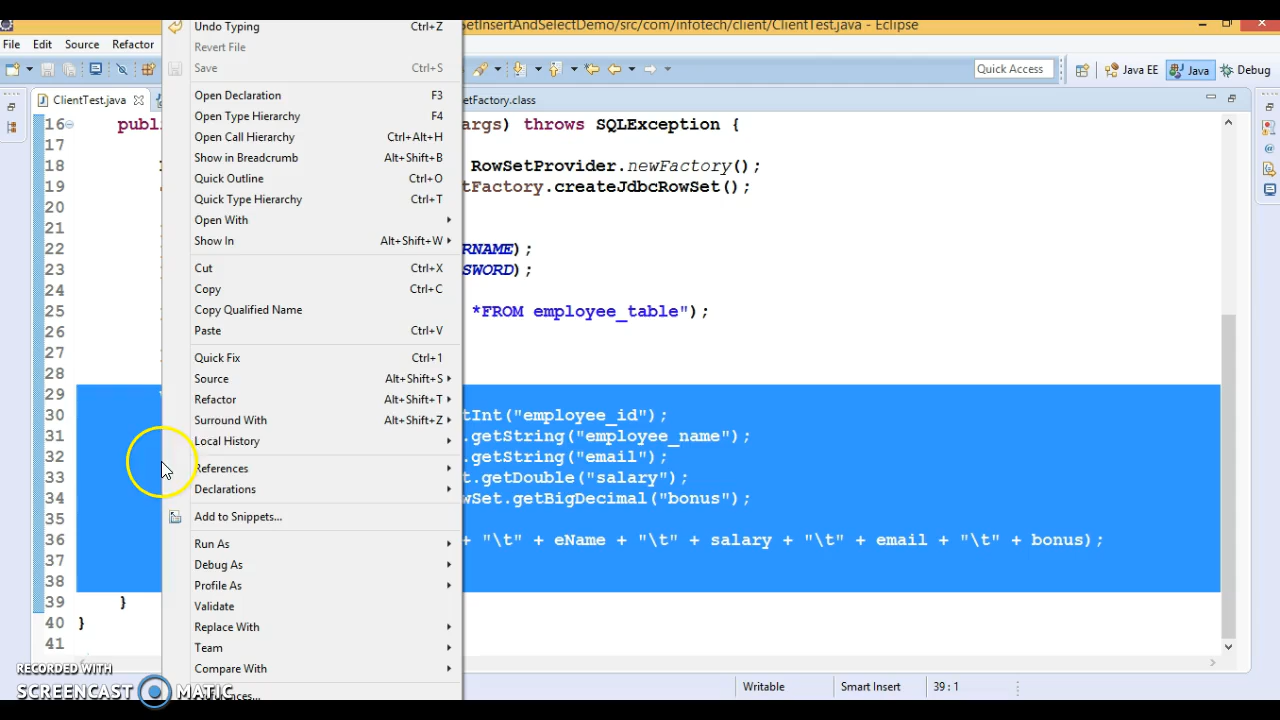 SetInsertAndSelectDemo/src/com/infotech/client/ClientTest.java - Eclipse
File Edit Source Refactor
Quick Access Java EE Java Debug
ClientTest.java SetFactory.class
Undo Typing Ctrl+Z
Revert File
Save Ctrl+S
Open Declaration F3
Open Type Hierarchy F4
Open Call Hierarchy Ctrl+Alt+H
Show in Breadcrumb Alt+Shift+B
Quick Outline Ctrl+O
Quick Type Hierarchy Ctrl+T
Open With
Show In Alt+Shift+W
Cut Ctrl+X
Copy Ctrl+C
Copy Qualified Name
Paste Ctrl+V
Quick Fix Ctrl+1
Source Alt+Shift+S
Refactor Alt+Shift+T
Surround With Alt+Shift+Z
Local History
References
Declarations
Add to Snippets...
Run As
Debug As
Profile As
Validate
Replace With
Team
Compare With
16 publ args) throws SQLException {
17
18 RowSetProvider.newFactory();
19 tFactory.createJdbcRowSet();
20
21
22 RNAME);
23 SWORD);
24
25 *FROM employee_table");
26
27
28
29
30 tInt("employee_id");
31 .getString("employee_name");
32 .getString("email");
33 t.getDouble("salary");
34 wSet.getBigDecimal("bonus");
35
36 + "\t" + eName + "\t" + salary + "\t" + email + "\t" + bonus);
37
38
39 }
40 }
41
RECORDED WITH
SCREENCAST MATIC
Writable Smart Insert 39 : 1